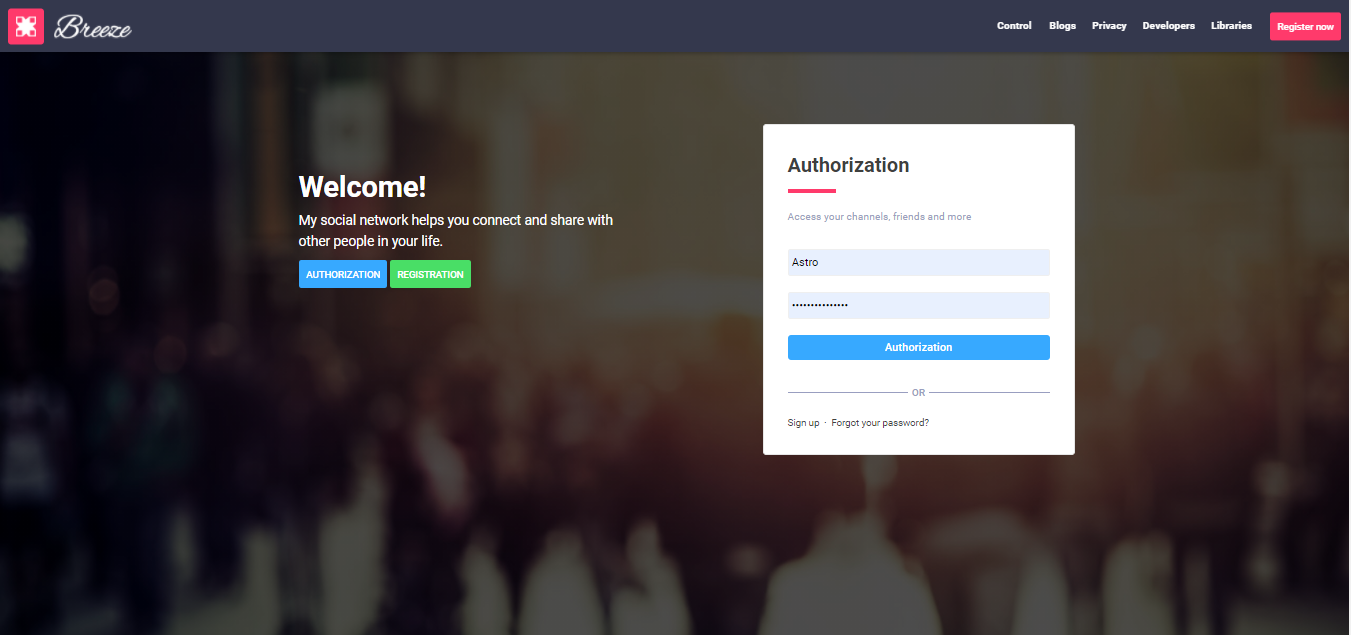 Breeze
Control Blogs Privacy Developers Libraries Register now
Welcome!
My social network helps you connect and share with
other people in your life.
AUTHORIZATION REGISTRATION
Authorization
Access your channels, friends and more
Astro
•••••••••••••••
Authorization
OR
Sign up · Forgot your password?